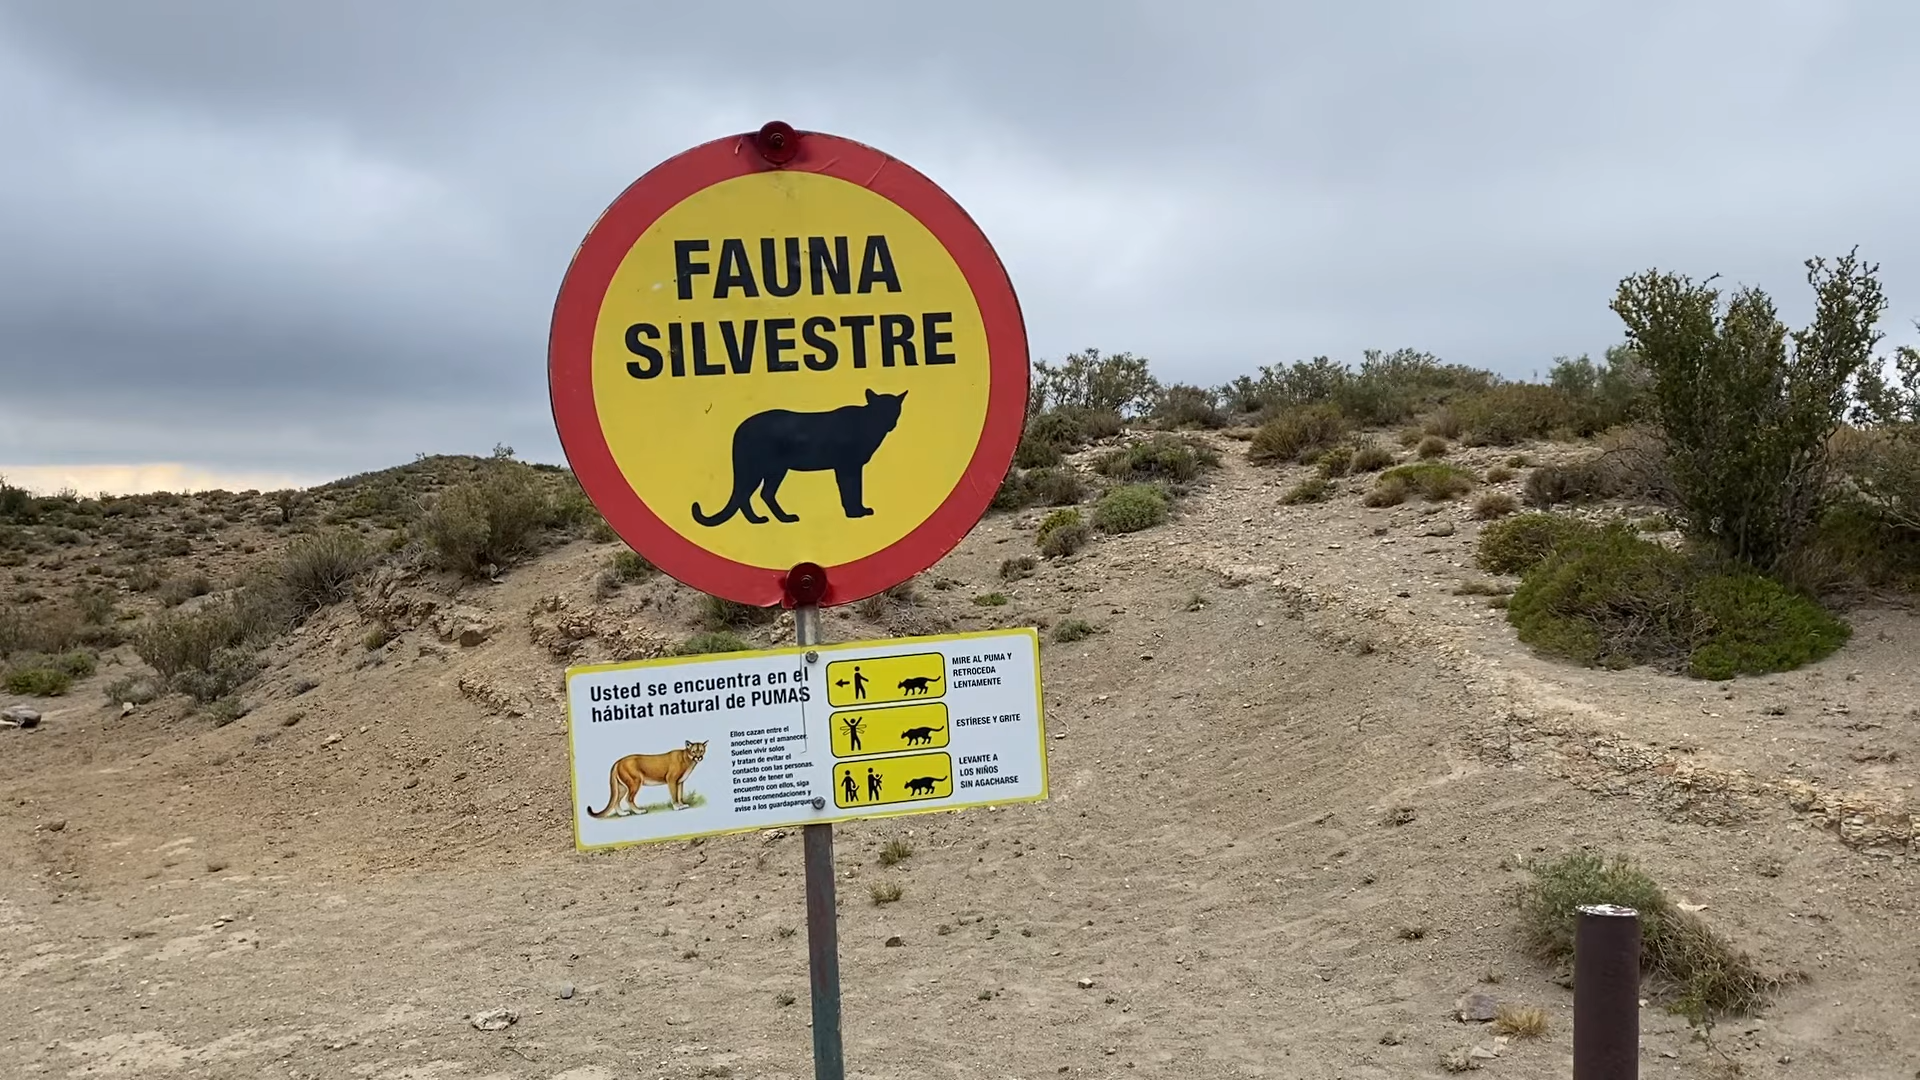 FAUNA
SILVESTRE
Usted se encuentra en el
hábitat natural de PUMAS
Ellos cazan entre el
anochecer y el amanecer.
Suelen vivir solos
y tratan de evitar el
contacto con las personas.
En caso de tener un
encuentro con ellos, siga
estas recomendaciones y
avise a los guardaparques
MIRE AL PUMA Y
RETROCEDA
LENTAMENTE
ESTÍRESE Y GRITE
LEVANTE A
LOS NIÑOS
SIN AGACHARSE